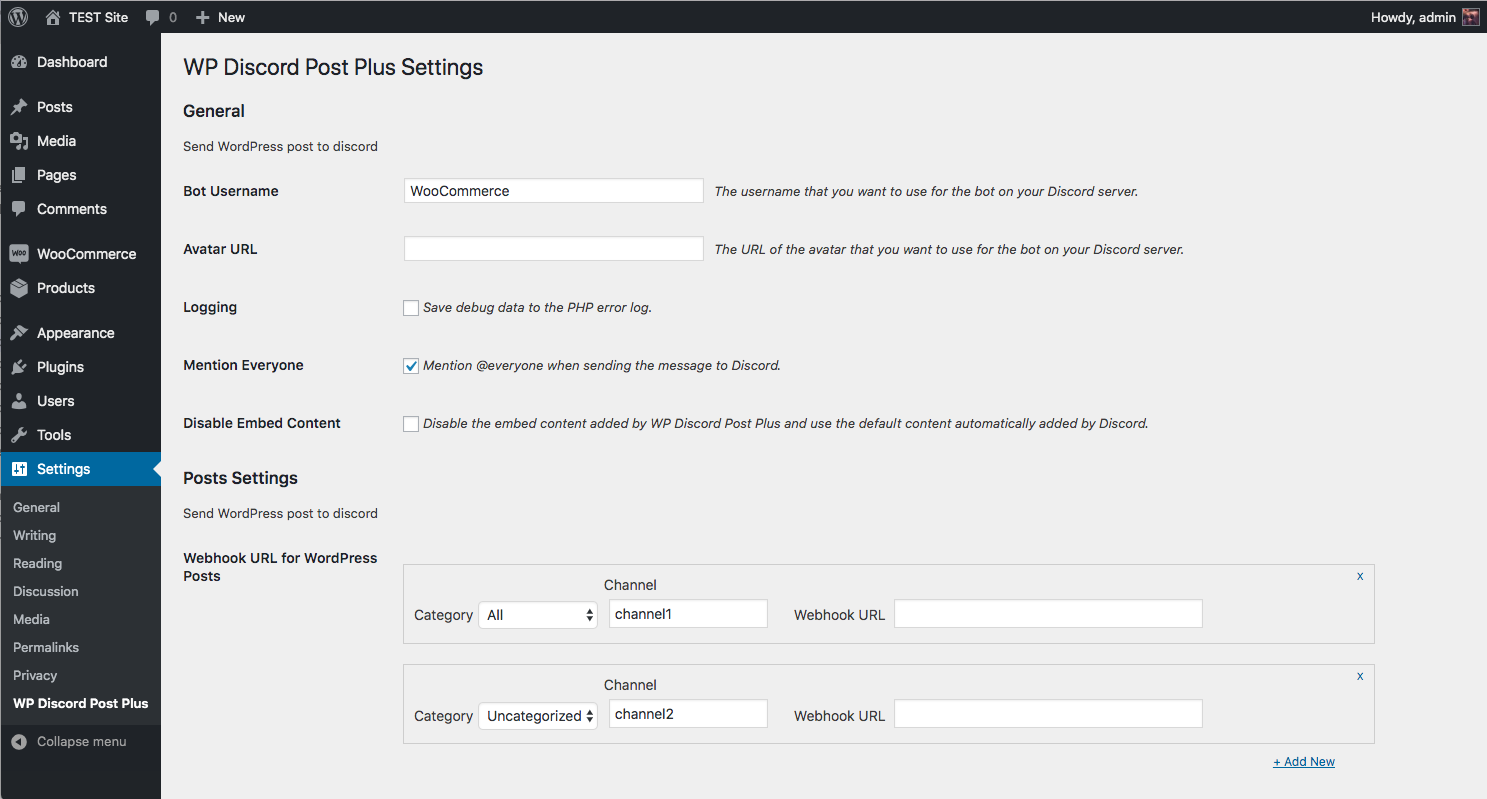 TEST Site 0 + New Howdy, admin
Dashboard
Posts
Media
Pages
Comments
WOO WooCommerce
Products
Appearance
Plugins
Users
Tools
Settings
General
Writing
Reading
Discussion
Media
Permalinks
Privacy
WP Discord Post Plus
Collapse menu
WP Discord Post Plus Settings
General
Send WordPress post to discord
Bot Username WooCommerce The username that you want to use for the bot on your Discord server.
Avatar URL The URL of the avatar that you want to use for the bot on your Discord server.
Logging Save debug data to the PHP error log.
Mention Everyone Mention @everyone when sending the message to Discord.
Disable Embed Content Disable the embed content added by WP Discord Post Plus and use the default content automatically added by Discord.
Posts Settings
Send WordPress post to discord
Webhook URL for WordPress
Posts
x
Channel
Category All channel1 Webhook URL
x
Channel
Category Uncategorized channel2 Webhook URL
+ Add New